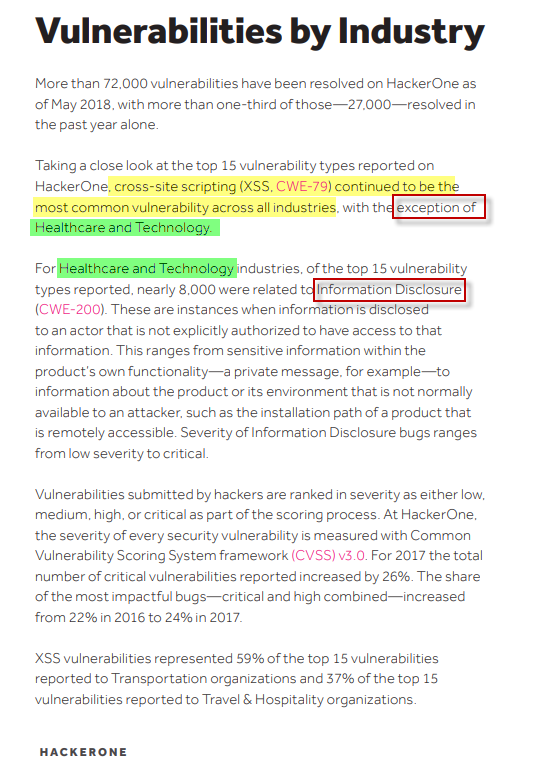 Vulnerabilities by Industry
More than 72,000 vulnerabilities have been resolved on HackerOne as
of May 2018, with more than one-third of those—27,000—resolved in
the past year alone.
Taking a close look at the top 15 vulnerability types reported on
HackerOne, cross-site scripting (XSS, CWE-79) continued to be the
most common vulnerability across all industries, with the exception of
Healthcare and Technology.
For Healthcare and Technology industries, of the top 15 vulnerability
types reported, nearly 8,000 were related to Information Disclosure
(CWE-200). These are instances when information is disclosed
to an actor that is not explicitly authorized to have access to that
information. This ranges from sensitive information within the
product's own functionality—a private message, for example—to
information about the product or its environment that is not normally
available to an attacker, such as the installation path of a product that
is remotely accessible. Severity of Information Disclosure bugs ranges
from low severity to critical.
Vulnerabilities submitted by hackers are ranked in severity as either low,
medium, high, or critical as part of the scoring process. At HackerOne,
the severity of every security vulnerability is measured with Common
Vulnerability Scoring System framework (CVSS) v3.0. For 2017 the total
number of critical vulnerabilities reported increased by 26%. The share
of the most impactful bugs—critical and high combined—increased
from 22% in 2016 to 24% in 2017.
XSS vulnerabilities represented 59% of the top 15 vulnerabilities
reported to Transportation organizations and 37% of the top 15
vulnerabilities reported to Travel & Hospitality organizations.
HACKERONE